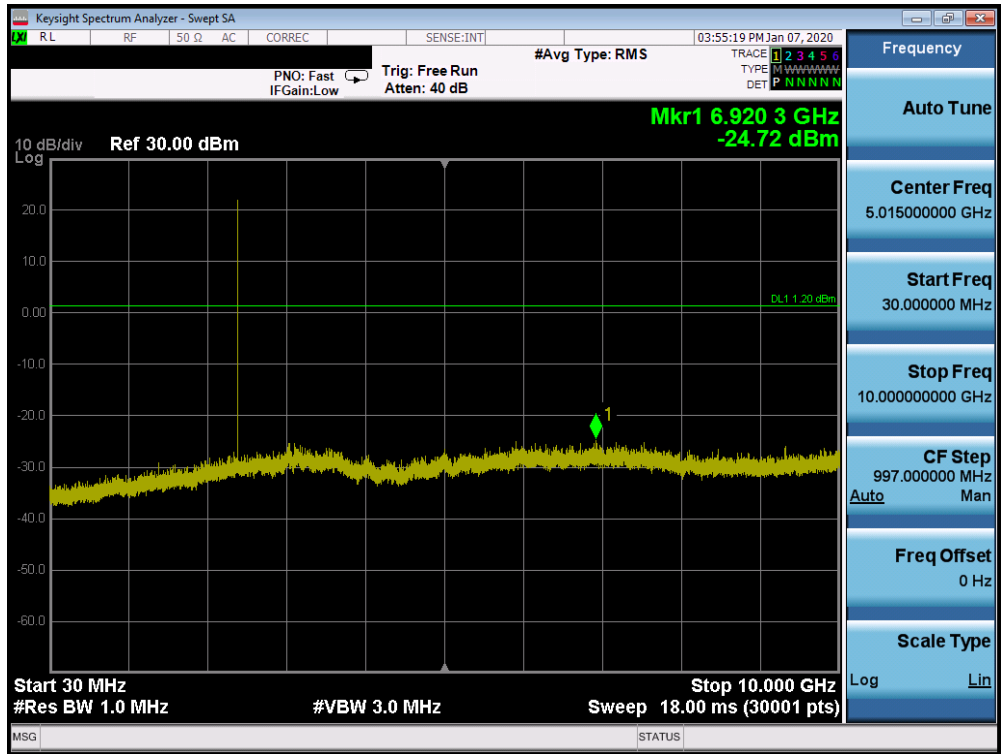 Keysight Spectrum Analyzer - Swept SA
LXI RL RF 50 Ω AC CORREC SENSE:INT 03:55:19 PM Jan 07, 2020
#Avg Type: RMS
TRACE 1 2 3 4 5 6
PNO: Fast Trig: Free Run
TYPE M W W W W W
IFGain:Low Atten: 40 dB
DET P N N N N N
Mkr1 6.920 3 GHz
-24.72 dBm
10 dB/div Ref 30.00 dBm
Log
20.0
10.0
DL1 1.20 dBm
0.00
-10.0
-20.0
1
-30.0
-40.0
-50.0
-60.0
Start 30 MHz Stop 10.000 GHz
#Res BW 1.0 MHz #VBW 3.0 MHz Sweep 18.00 ms (30001 pts)
MSG STATUS
Frequency
Auto Tune
Center Freq
5.015000000 GHz
Start Freq
30.000000 MHz
Stop Freq
10.000000000 GHz
CF Step
997.000000 MHz
Auto Man
Freq Offset
0 Hz
Scale Type
Log Lin